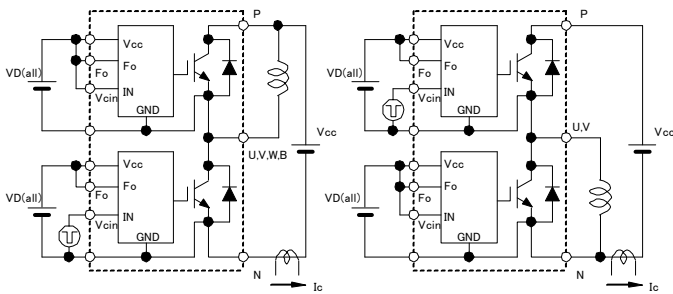 P
Vcc
Fo
IN
Vcin
GND
VD(all)
U,V,W,B
Vcc
VD(all)
Vcc
Fo
IN
Vcin
GND
N
Ic
P
Vcc
Fo
IN
Vcin
GND
VD(all)
U,V
Vcc
VD(all)
Vcc
Fo
IN
Vcin
GND
N
Ic